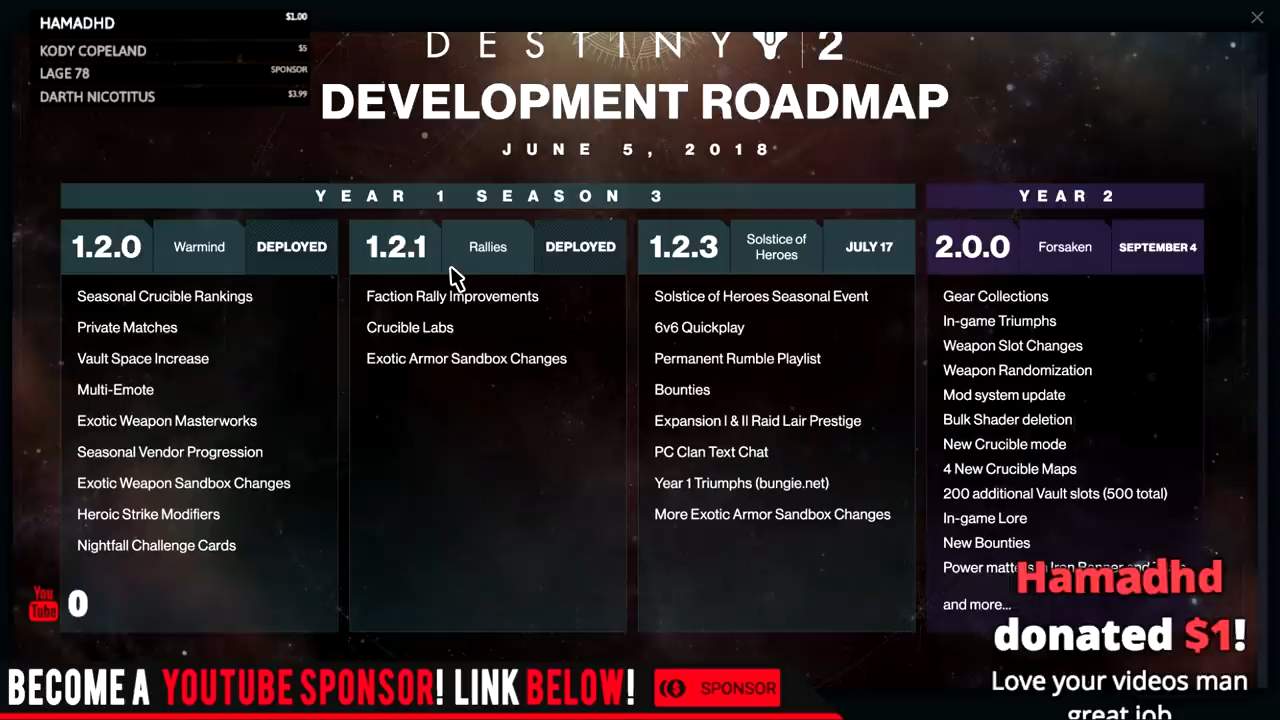 HAMADHD $1.00
KODY COPELAND $5
LAGE 78 SPONSOR
DARTH NICOTITUS $3.99
DESTINY 2
DEVELOPMENT ROADMAP
JUNE 5, 2018
YEAR 1 SEASON 3
1.2.0 Warmind DEPLOYED
Seasonal Crucible Rankings
Private Matches
Vault Space Increase
Multi-Emote
Exotic Weapon Masterworks
Seasonal Vendor Progression
Exotic Weapon Sandbox Changes
Heroic Strike Modifiers
Nightfall Challenge Cards
1.2.1 Rallies DEPLOYED
Faction Rally Improvements
Crucible Labs
Exotic Armor Sandbox Changes
1.2.3 Solstice of
Heroes JULY 17
Solstice of Heroes Seasonal Event
6v6 Quickplay
Permanent Rumble Playlist
Bounties
Expansion I & II Raid Lair Prestige
PC Clan Text Chat
Year 1 Triumphs (bungie.net)
More Exotic Armor Sandbox Changes
YEAR 2
2.0.0 Forsaken SEPTEMBER 4
Gear Collections
In-game Triumphs
Weapon Slot Changes
Weapon Randomization
Mod system update
Bulk Shader deletion
New Crucible mode
4 New Crucible Maps
200 additional Vault slots (500 total)
In-game Lore
New Bounties
Power matters in Iron Banner and
and more...
You
Tube 0
Hamadhd
donated $1!
Love your videos man
great job
BECOME A YOUTUBE SPONSOR! LINK BELOW! SPONSOR